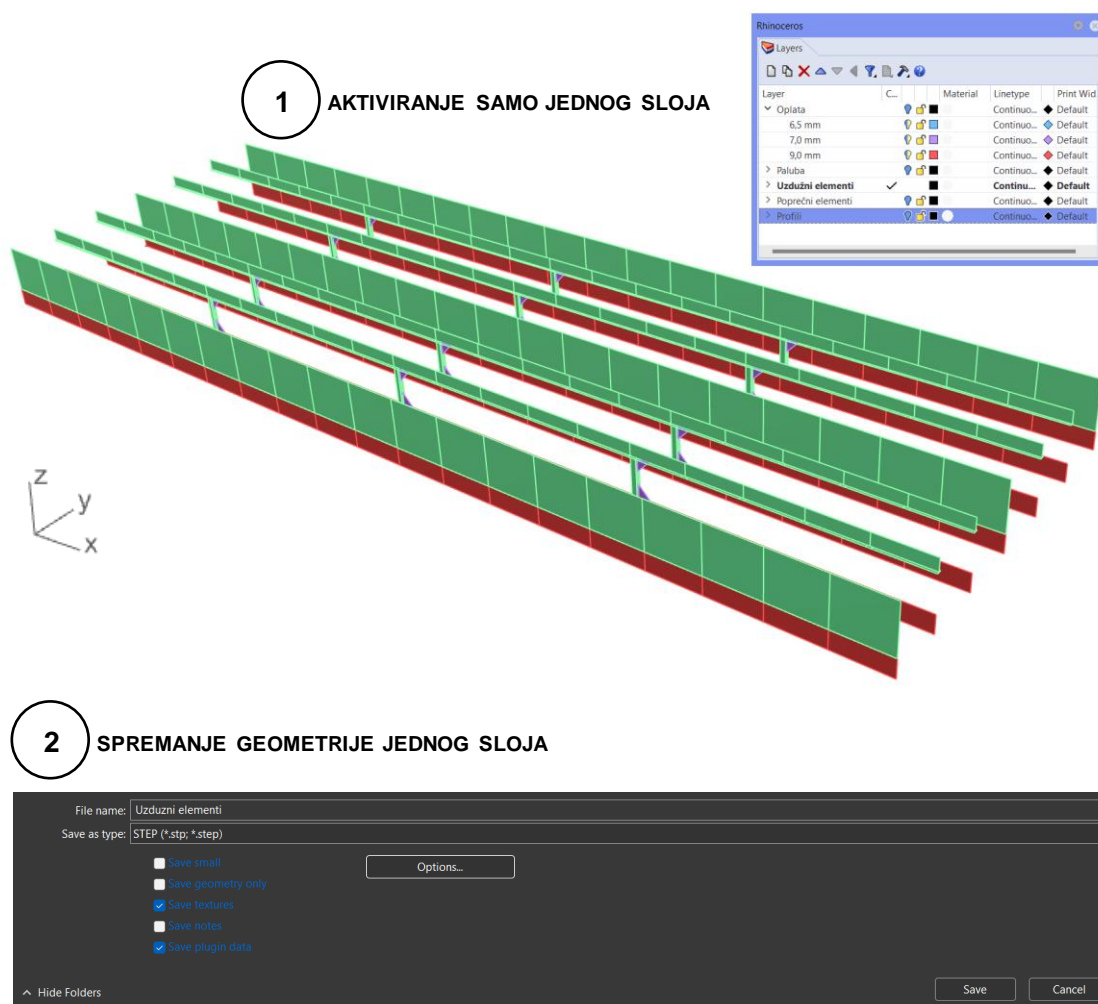 Rhinoceros
Layers
1 AKTIVIRANJE SAMO JEDNOG SLOJA
Layer C... Material Linetype Print Wid
Oplata Continuo... Default
6,5 mm Continuo... Default
7,0 mm Continuo... Default
9,0 mm Continuo... Default
Paluba Continuo... Default
Uzdužni elementi Continu... Default
Poprečni elementi Continuo... Default
Profili Continuo... Default
z
y
x
2 SPREMANJE GEOMETRIJE JEDNOG SLOJA
File name: Uzduzni elementi
Save as type: STEP (*.stp; *.step)
Save small Options...
Save geometry only
Save textures
Save notes
Save plugin data
Hide Folders Save Cancel